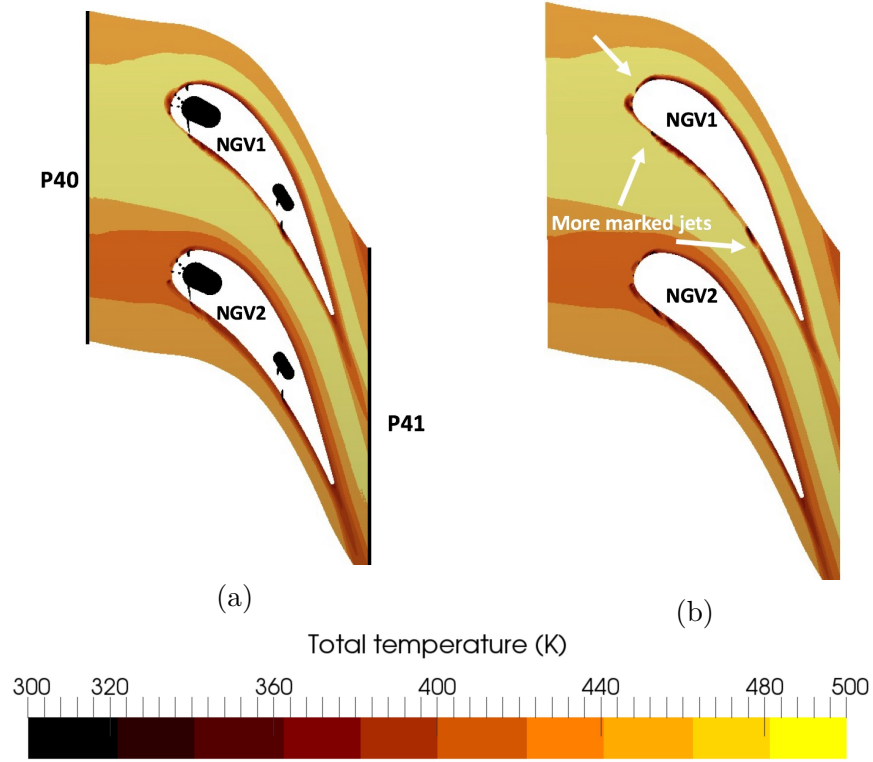 P40
NGV1
NGV2
P41
(a)
NGV1
More marked jets
NGV2
(b)
Total temperature (K)
300 320 360 400 440 480 500